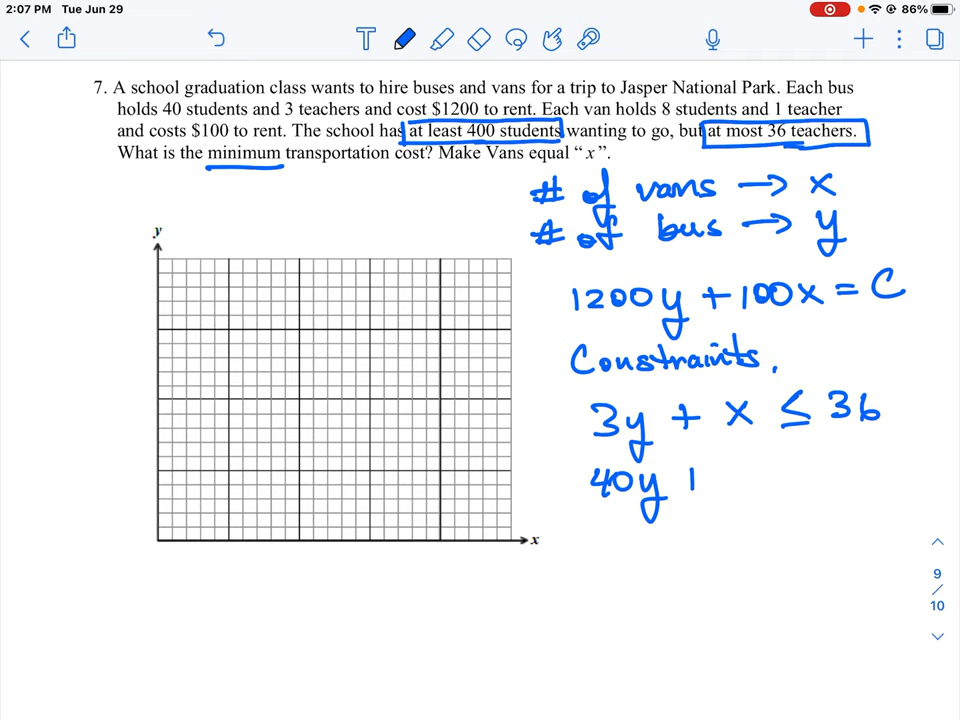 2:07 PM Tue Jun 29 86%
T
7. A school graduation class wants to hire buses and vans for a trip to Jasper National Park. Each bus
holds 40 students and 3 teachers and cost $1200 to rent. Each van holds 8 students and 1 teacher
and costs $100 to rent. The school has at least 400 students wanting to go, but at most 36 teachers.
What is the minimum transportation cost? Make Vans equal “x”.
# of vans → x
# of bus → y
1200y + 100x = C
Constraints.
3y + x ≤ 36
40y
y
x
9
/
10